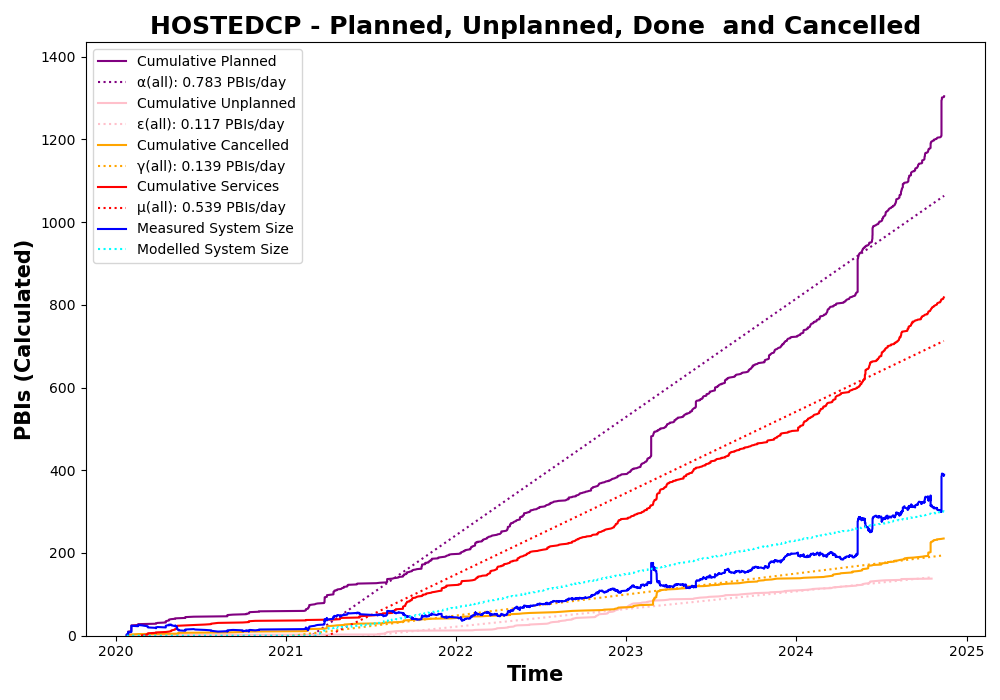 HOSTEDCP - Planned, Unplanned, Done  and Cancelled
PBIs (Calculated)
1400
1200
1000
800
600
400
200
0
Cumulative Planned
α(all): 0.783 PBIs/day
Cumulative Unplanned
ε(all): 0.117 PBIs/day
Cumulative Cancelled
γ(all): 0.139 PBIs/day
Cumulative Services
μ(all): 0.539 PBIs/day
Measured System Size
Modelled System Size
2020 2021 2022 2023 2024 2025
Time